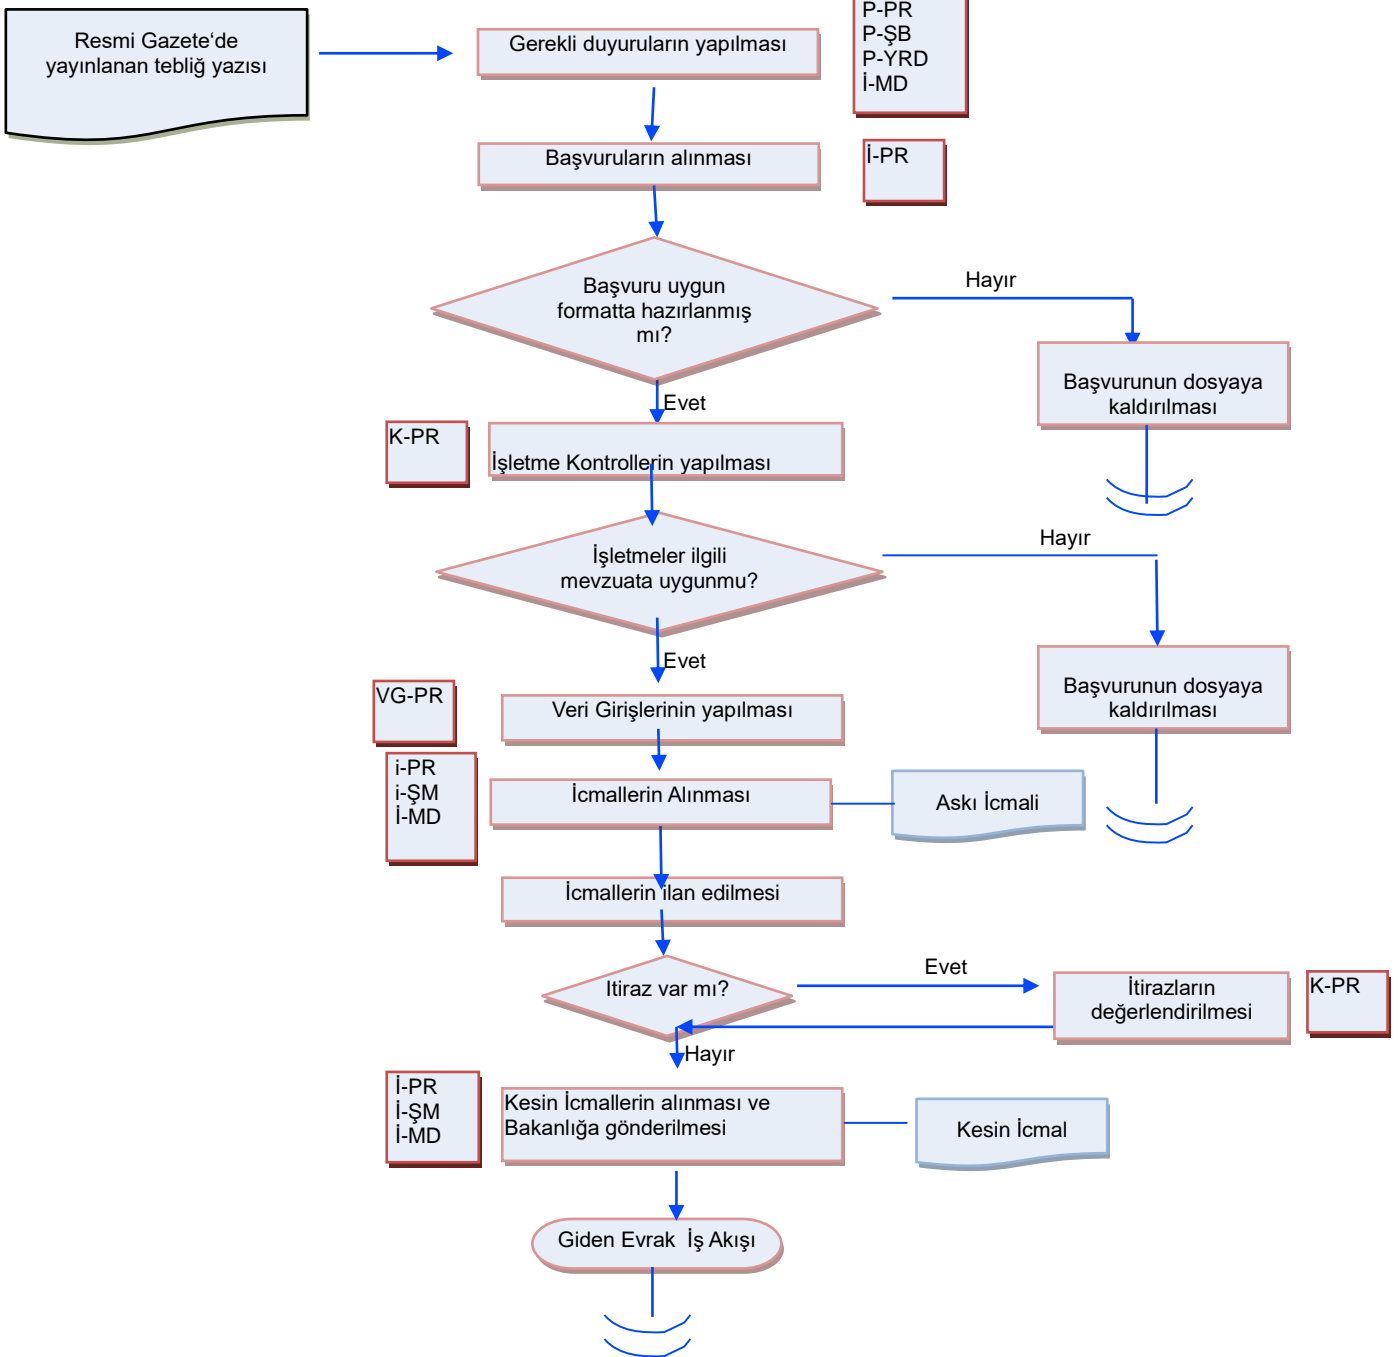 P-PR
P-ŞB
P-YRD
İ-MD
Resmi Gazete‘de
yayınlanan tebliğ yazısı
Gerekli duyuruların yapılması
Başvuruların alınması
İ-PR
Başvuru uygun
formatta hazırlanmış
mı?
Hayır
Başvurunun dosyaya
kaldırılması
Evet
K-PR
İşletme Kontrollerin yapılması
İşletmeler ilgili
mevzuata uygunmu?
Hayır
Başvurunun dosyaya
kaldırılması
Evet
VG-PR
Veri Girişlerinin yapılması
i-PR
i-ŞM
İ-MD
İcmallerin Alınması
Askı İcmali
İcmallerin ilan edilmesi
Itiraz var mı?
Evet
İtirazların
değerlendirilmesi
K-PR
Hayır
İ-PR
İ-ŞM
İ-MD
Kesin İcmallerin alınması ve
Bakanlığa gönderilmesi
Kesin İcmal
Giden Evrak  İş Akışı